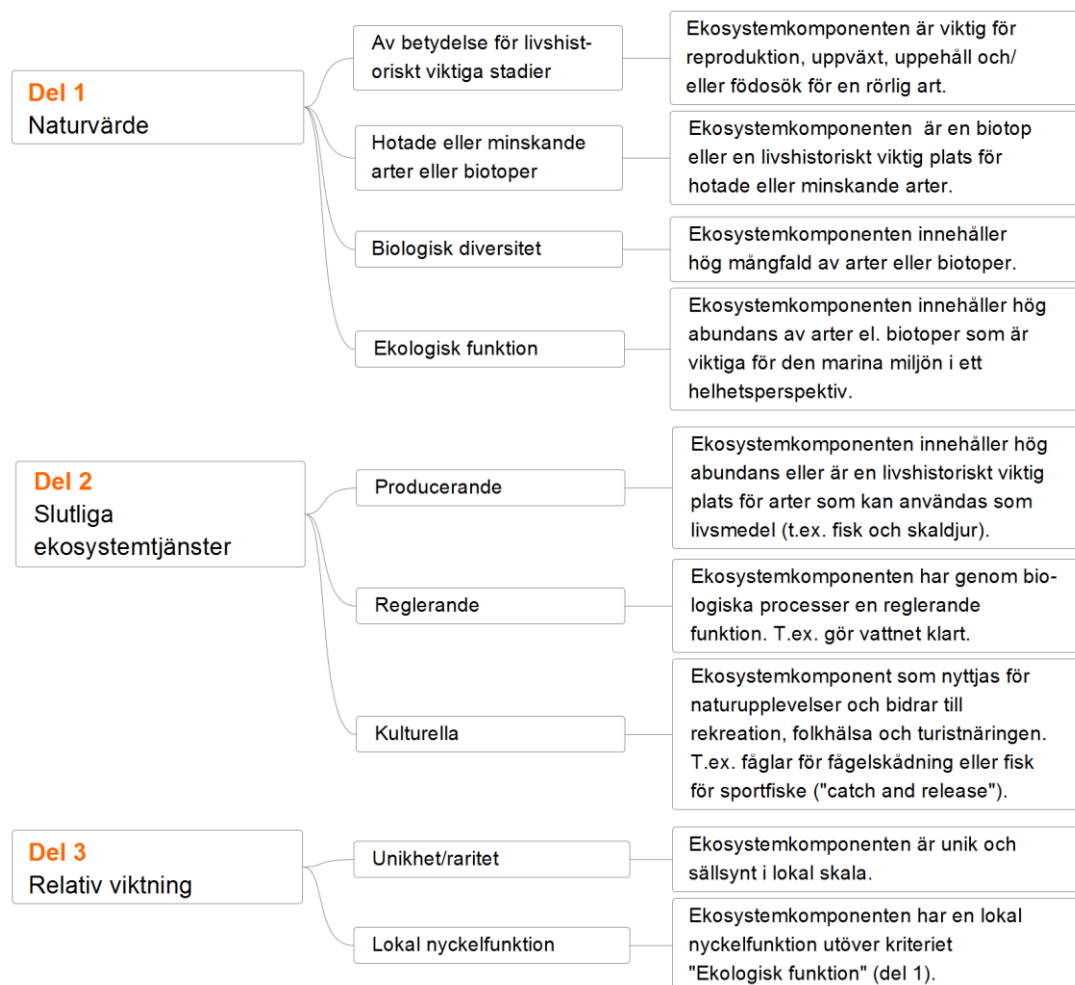 Del 1
Naturvärde
Av betydelse för livshist-
oriskt viktiga stadier
Ekosystemkomponenten är viktig för
reproduktion, uppväxt, uppehåll och/
eller födosök för en rörlig art.
Hotade eller minskande
arter eller biotoper
Ekosystemkomponenten är en biotop
eller en livshistoriskt viktig plats för
hotade eller minskande arter.
Biologisk diversitet
Ekosystemkomponenten innehåller
hög mångfald av arter eller biotoper.
Ekologisk funktion
Ekosystemkomponenten innehåller hög
abundans av arter el. biotoper som är
viktiga för den marina miljön i ett
helhetsperspektiv.
Del 2
Slutliga
ekosystemtjänster
Producerande
Ekosystemkomponenten innehåller hög
abundans eller är en livshistoriskt viktig
plats för arter som kan användas som
livsmedel (t.ex. fisk och skaldjur).
Reglerande
Ekosystemkomponenten har genom bio-
logiska processer en reglerande
funktion. T.ex. gör vattnet klart.
Kulturella
Ekosystemkomponent som nyttjas för
naturupplevelser och bidrar till
rekreation, folkhälsa och turistnäringen.
T.ex. fåglar för fågelskådning eller fisk
för sportfiske ("catch and release").
Del 3
Relativ viktning
Unikhet/raritet
Ekosystemkomponenten är unik och
sällsynt i lokal skala.
Lokal nyckelfunktion
Ekosystemkomponenten har en lokal
nyckelfunktion utöver kriteriet
"Ekologisk funktion" (del 1).